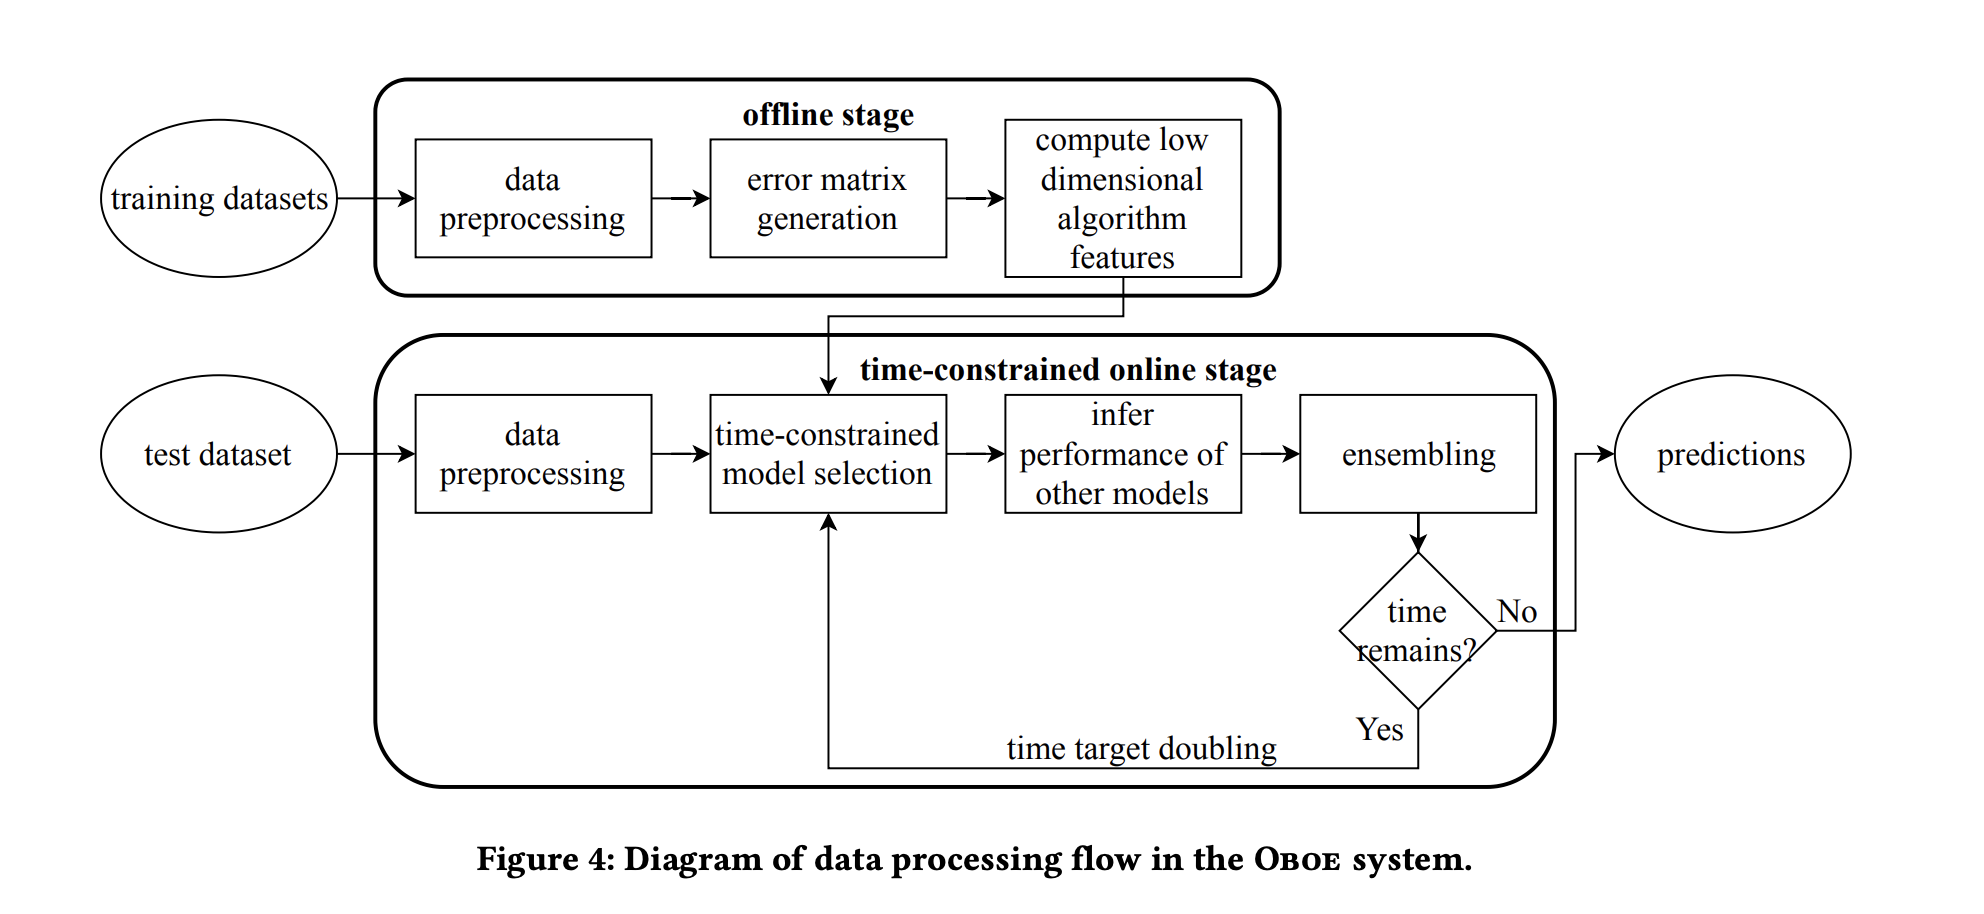 offline stage
training datasets
data
preprocessing
error matrix
generation
compute low
dimensional
algorithm
features
time-constrained online stage
test dataset
data
preprocessing
time-constrained
model selection
infer
performance of
other models
ensembling
predictions
time
remains?
No
Yes
time target doubling
Figure 4: Diagram of data processing flow in the OBOE system.